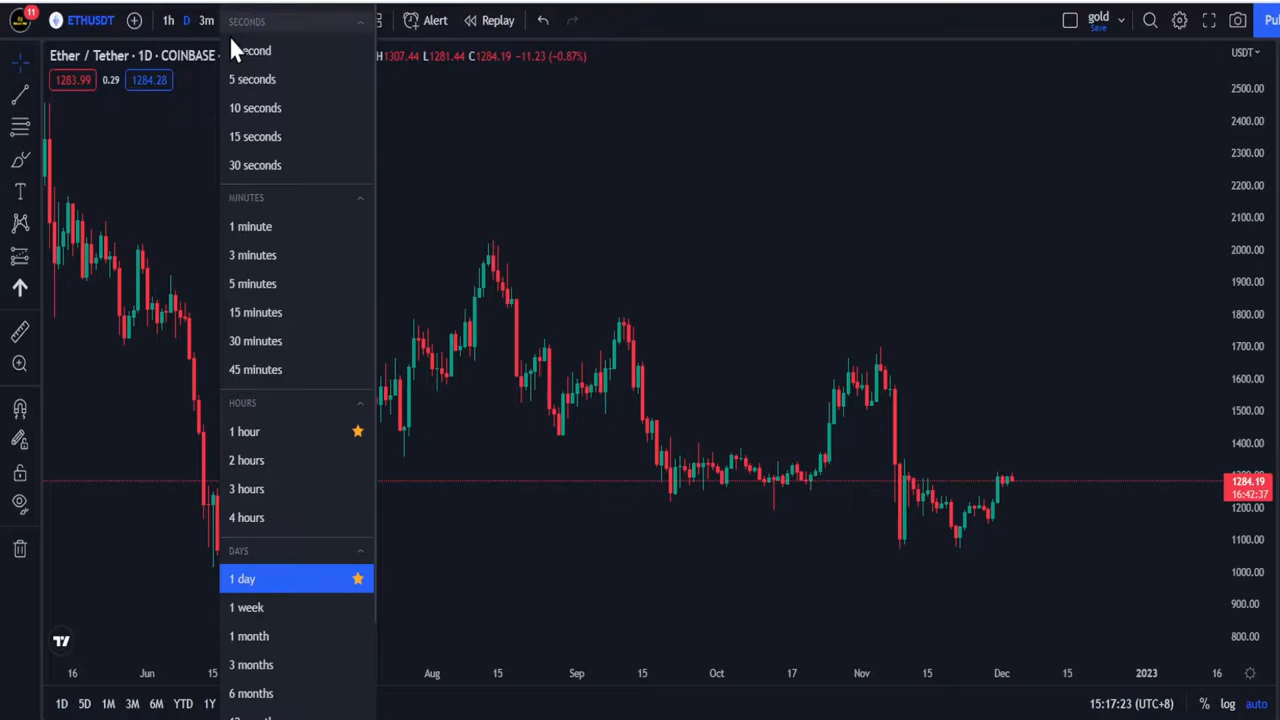 11
ETHUSDT
1h D 3m
Alert
Replay
gold
Save
Ether / Tether · 1D · COINBASE
H1307.44 L1281.44 C1284.19 −11.23 (−0.87%)
1283.99 0.29 1284.28
SECONDS
5 seconds
10 seconds
15 seconds
30 seconds
MINUTES
1 minute
3 minutes
5 minutes
15 minutes
30 minutes
45 minutes
HOURS
1 hour
2 hours
3 hours
4 hours
DAYS
1 day
1 week
1 month
3 months
6 months
USDT
2500.00
2400.00
2300.00
2200.00
2100.00
2000.00
1900.00
1800.00
1700.00
1600.00
1500.00
1400.00
1284.19
16:42:37
1200.00
1100.00
1000.00
900.00
800.00
16 Jun 15 Aug 15 Sep 15 Oct 17 Nov 15 Dec 15 2023 16
1D 5D 1M 3M 6M YTD 1Y
15:17:23 (UTC+8) % log auto